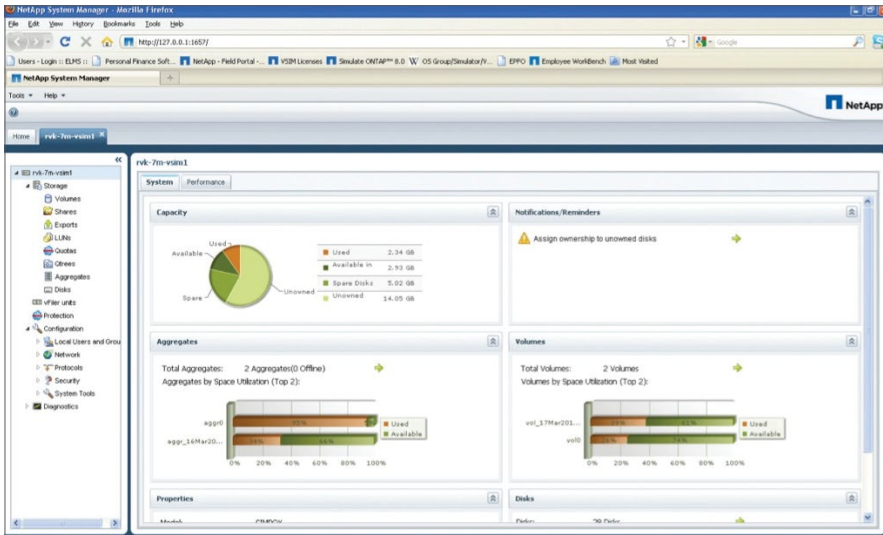 NetApp System Manager - Mozilla Firefox
File Edit View History Bookmarks Tools Help
http://127.0.0.1:1657/
Google
Users - Login :: ELMS :: Personal Finance Soft... NetApp - Field Portal -... VSIM Licenses Simulate ONTAP™ 8.0 OS Group/Simulator/V... EPFO Employee WorkBench Most Visited
NetApp System Manager
Tools Help
NetApp
Home rvk-7m-vsim1
rvk-7m-vsim1
Storage
Volumes
Shares
Exports
LUNs
Quotas
Qtrees
Aggregates
Disks
vFiler units
Protection
Configuration
Local Users and Grou
Network
Protocols
Security
System Tools
Diagnostics
rvk-7m-vsim1
System Performance
Capacity
Used
Available
Spare
Unowned
Used 2.34 GB
Available in 2.93 GB
Spare Disks 5.02 GB
Unowned 14.05 GB
Notifications/Reminders
Assign ownership to unowned disks
Aggregates
Total Aggregates: 2 Aggregates(0 Offline)
Aggregates by Space Utilization (Top 2):
aggr0
aggr_16Mar20...
Used
Available
0% 20% 40% 60% 80% 100%
Volumes
Total Volumes: 2 Volumes
Volumes by Space Utilization (Top 2):
vol_17Mar201...
vol0
Used
Available
0% 20% 40% 60% 80% 100%
Properties
Disks